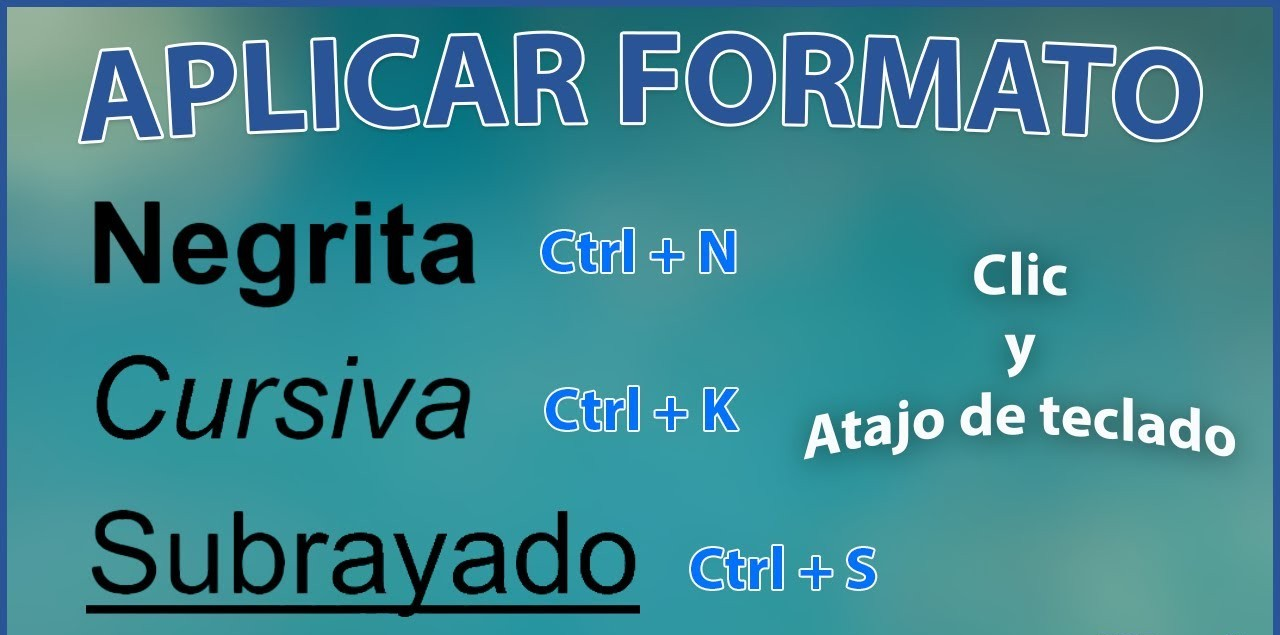 APLICAR FORMATO
Negrita Ctrl + N
Cursiva Ctrl + K
Subrayado Ctrl + S
Clic
y
Atajo de teclado